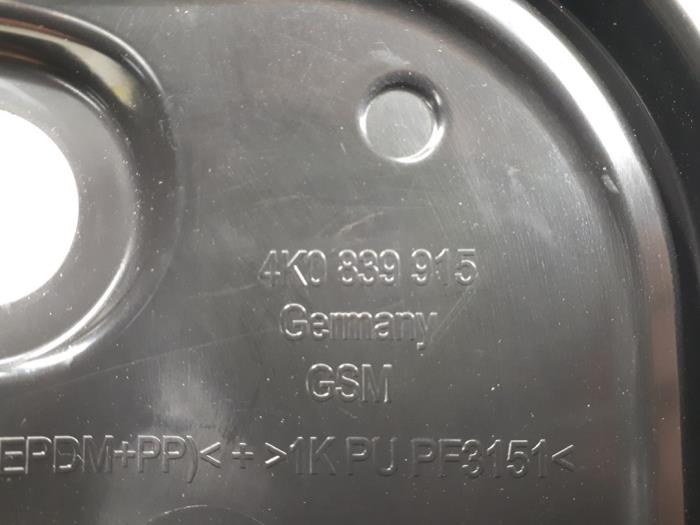 4K0 839 915
Germany
GSM
(EPDM+PP)< + >1K PU PF3151<